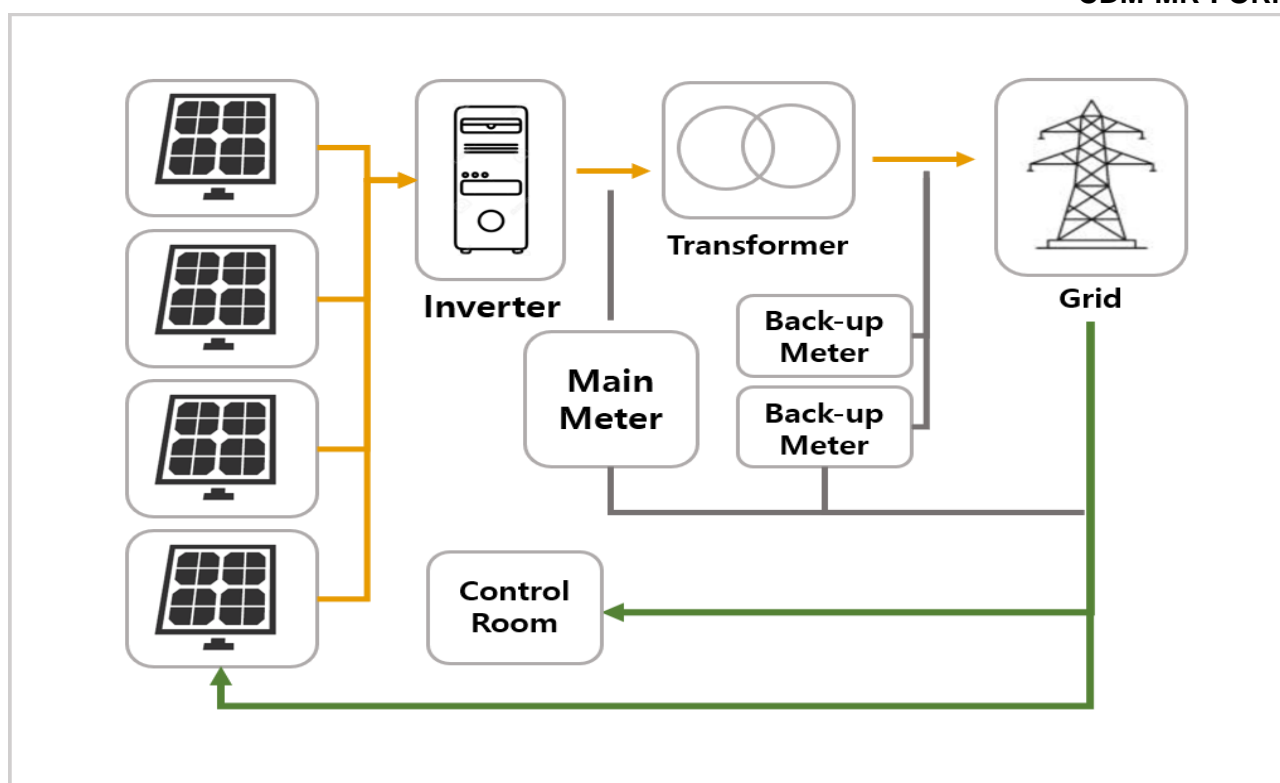 Inverter
Transformer
Grid
Main
Meter
Back-up
Meter
Back-up
Meter
Control
Room